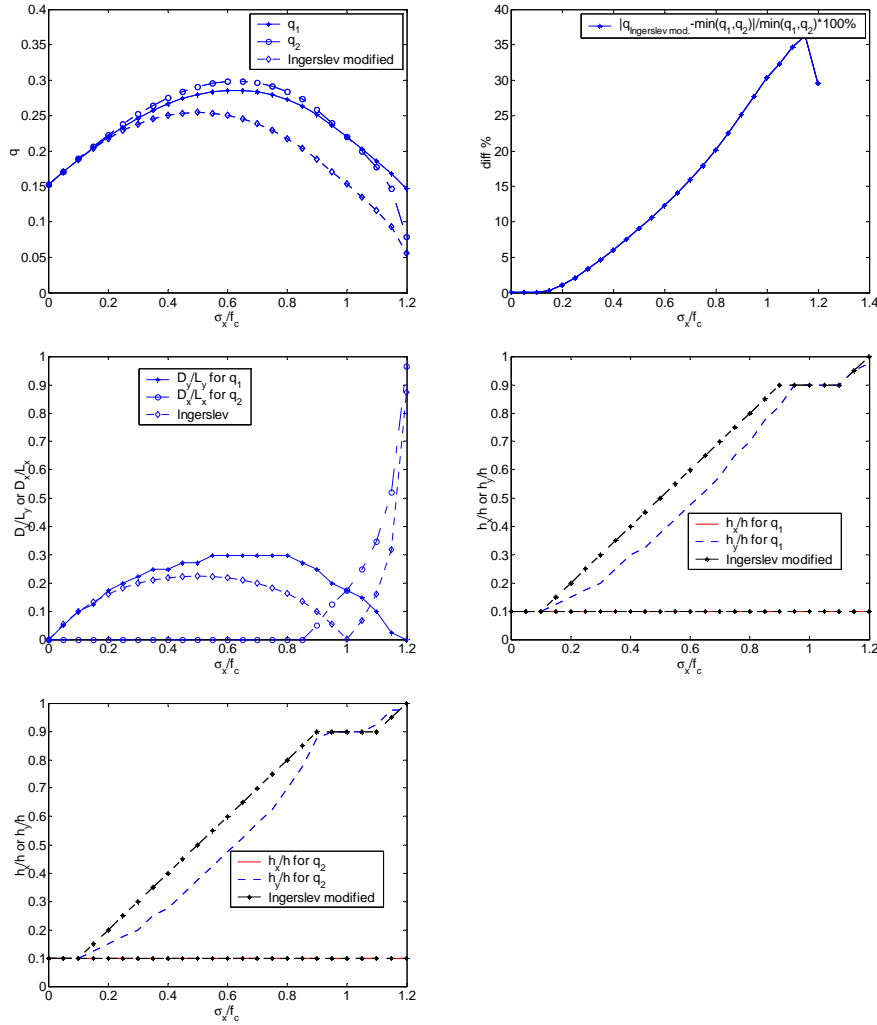 0.4
0.35
0.3
0.25
0.2
0.15
0.1
0.05
0
q
q1
q2
Ingerslev modified
0 0.2 0.4 0.6 0.8 1 1.2
σx/fc
40
35
30
25
20
15
10
5
0
diff %
|qIngerslev mod.-min(q1,q2)|/min(q1,q2)*100%
0 0.2 0.4 0.6 0.8 1 1.2 1.4
σx/fc
1
0.9
0.8
0.7
0.6
0.5
0.4
0.3
0.2
0.1
0
Dy/Ly or Dx/Lx
Dy/Ly for q1
Dx/Lx for q2
Ingerslev
0 0.2 0.4 0.6 0.8 1 1.2
σx/fc
1
0.9
0.8
0.7
0.6
0.5
0.4
0.3
0.2
0.1
0
hx/h or hy/h
hx/h for q1
hy/h for q1
Ingerslev modified
0 0.2 0.4 0.6 0.8 1 1.2
σx/fc
1
0.9
0.8
0.7
0.6
0.5
0.4
0.3
0.2
0.1
0
hx/h or hy/h
hx/h for q2
hy/h for q2
Ingerslev modified
0 0.2 0.4 0.6 0.8 1 1.2
σx/fc